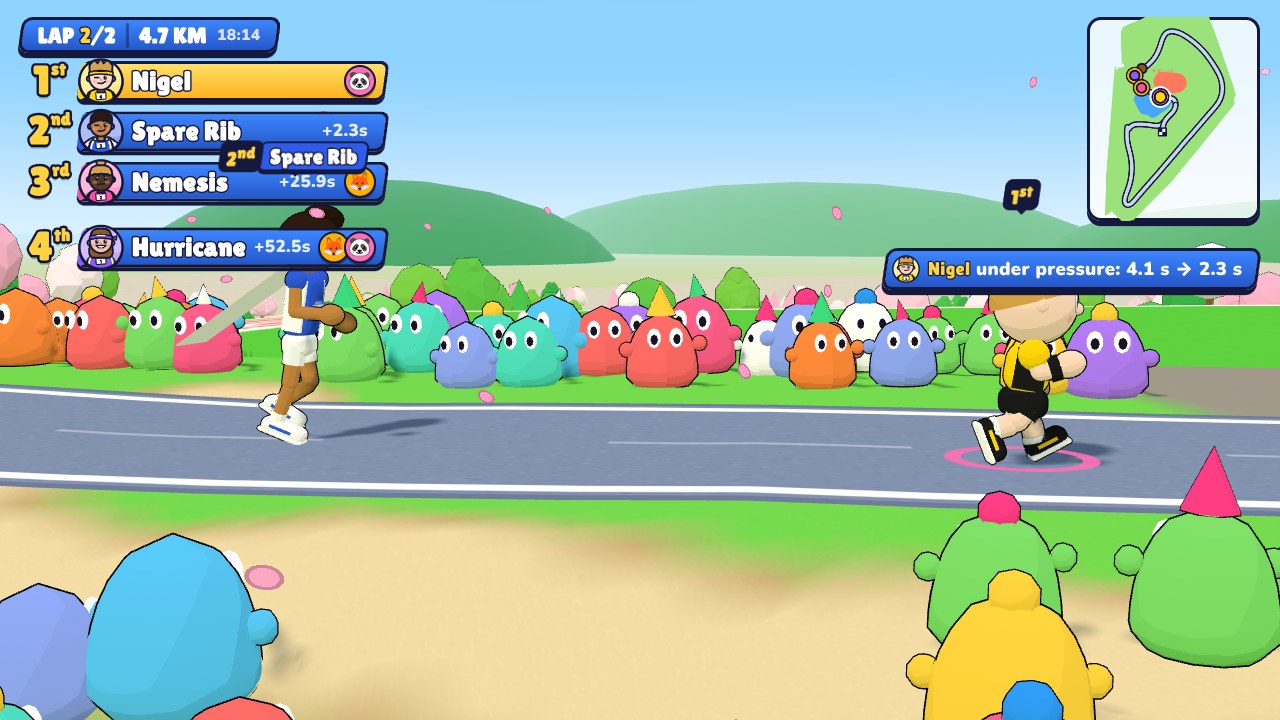 LAP 2/2 4.7 KM 18:14
1st Nigel
2nd Spare Rib +2.3s
2nd Spare Rib
3rd Nemesis +25.9s
4th Hurricane +52.5s
1st
Nigel under pressure: 4.1 s → 2.3 s